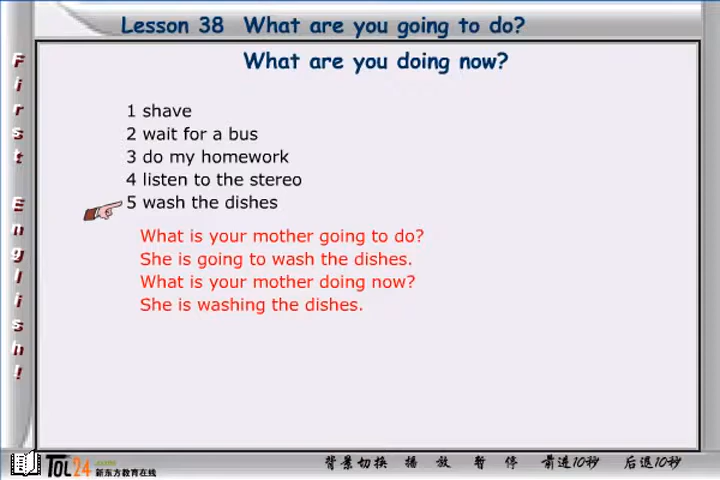 Lesson 38 What are you going to do?
What are you doing now?
First English!
1 shave
2 wait for a bus
3 do my homework
4 listen to the stereo
5 wash the dishes
What is your mother going to do?
She is going to wash the dishes.
What is your mother doing now?
She is washing the dishes.
TOL24.com
新东方教育在线
背景切换 播 放 暂 停 前进10秒 后退10秒